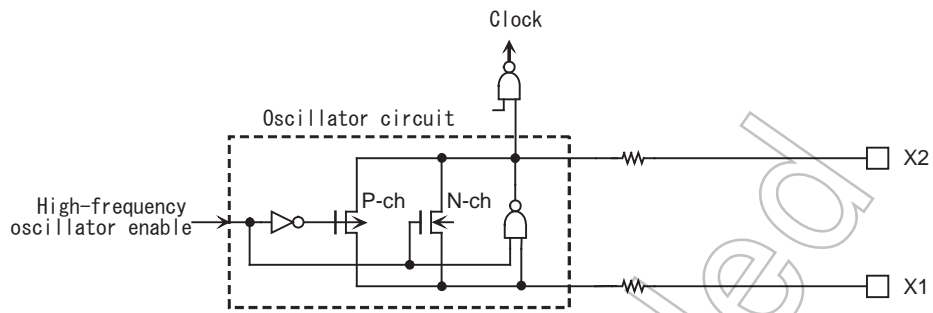 Clock
Oscillator circuit
X2
P-ch
N-ch
High-frequency
oscillator enable
X1